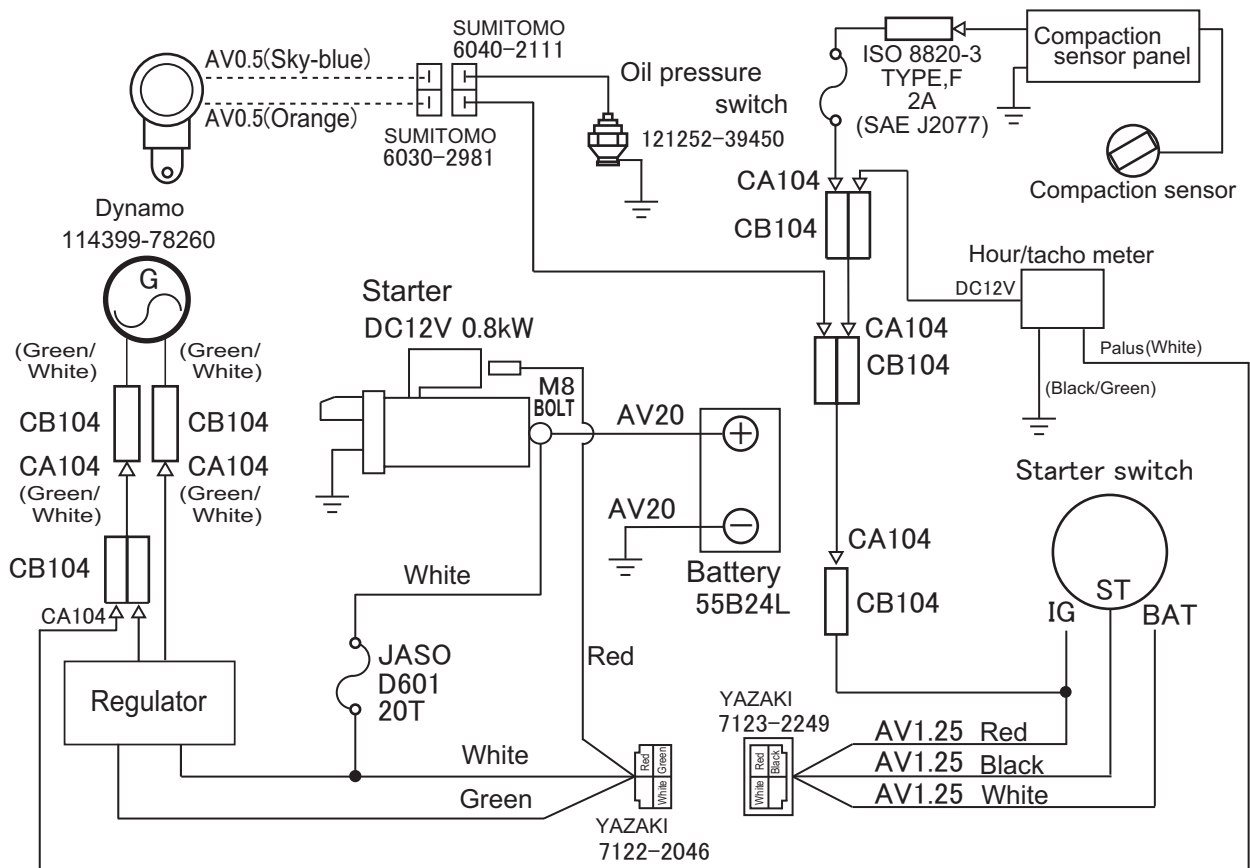 AV0.5(Sky-blue)
AV0.5(Orange)
SUMITOMO
6040-2111
SUMITOMO
6030-2981
Oil pressure
switch
121252-39450
ISO 8820-3
TYPE,F
2A
(SAE J2077)
Compaction
sensor panel
Compaction sensor
CA104
CB104
Dynamo
114399-78260
G
(Green/
White)
(Green/
White)
CB104
CB104
CA104
CA104
(Green/
White)
(Green/
White)
CB104
CA104
Regulator
Starter
DC12V 0.8kW
M8
BOLT
AV20
AV20
+
−
Battery
55B24L
White
JASO
D601
20T
Red
White
Green
Red
Green
White
YAZAKI
7122-2046
Hour/tacho meter
DC12V
Palus(White)
(Black/Green)
CA104
CB104
CA104
CB104
Starter switch
ST
IG
BAT
YAZAKI
7123-2249
Red
Black
White
AV1.25 Red
AV1.25 Black
AV1.25 White